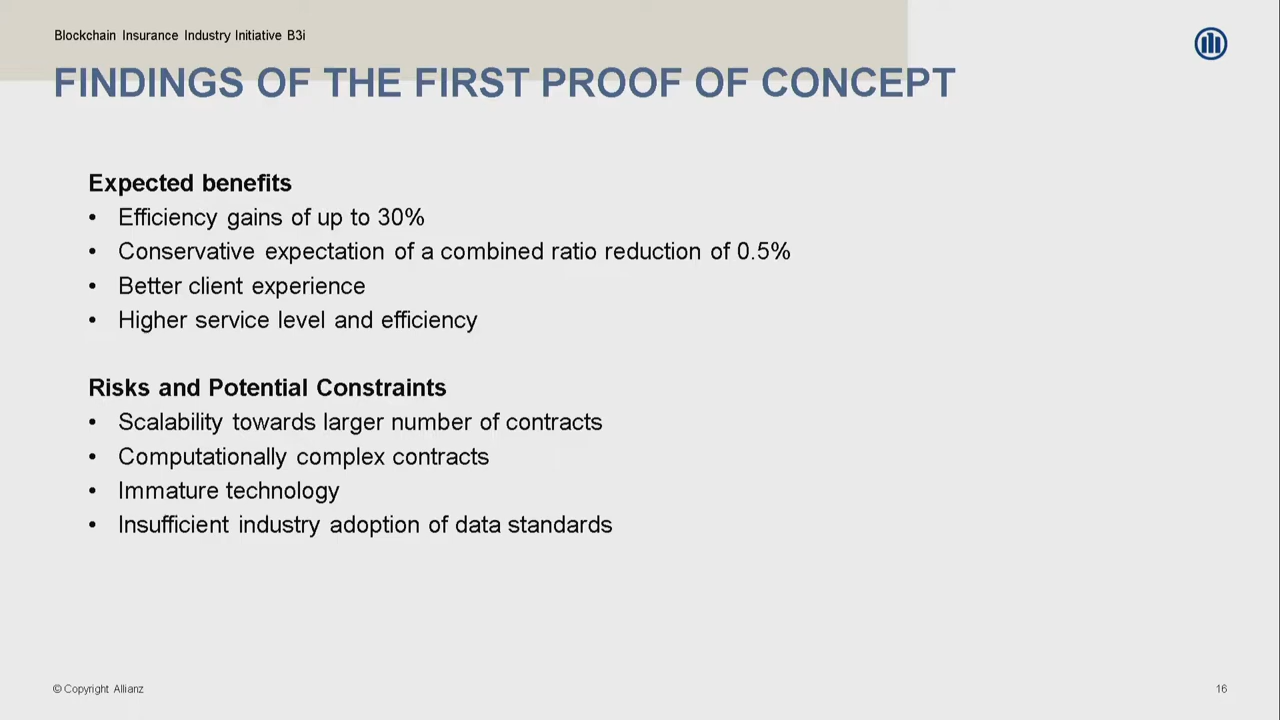 Blockchain Insurance Industry Initiative B3i
FINDINGS OF THE FIRST PROOF OF CONCEPT
Expected benefits
• Efficiency gains of up to 30%
• Conservative expectation of a combined ratio reduction of 0.5%
• Better client experience
• Higher service level and efficiency
Risks and Potential Constraints
• Scalability towards larger number of contracts
• Computationally complex contracts
• Immature technology
• Insufficient industry adoption of data standards
© Copyright Allianz
16